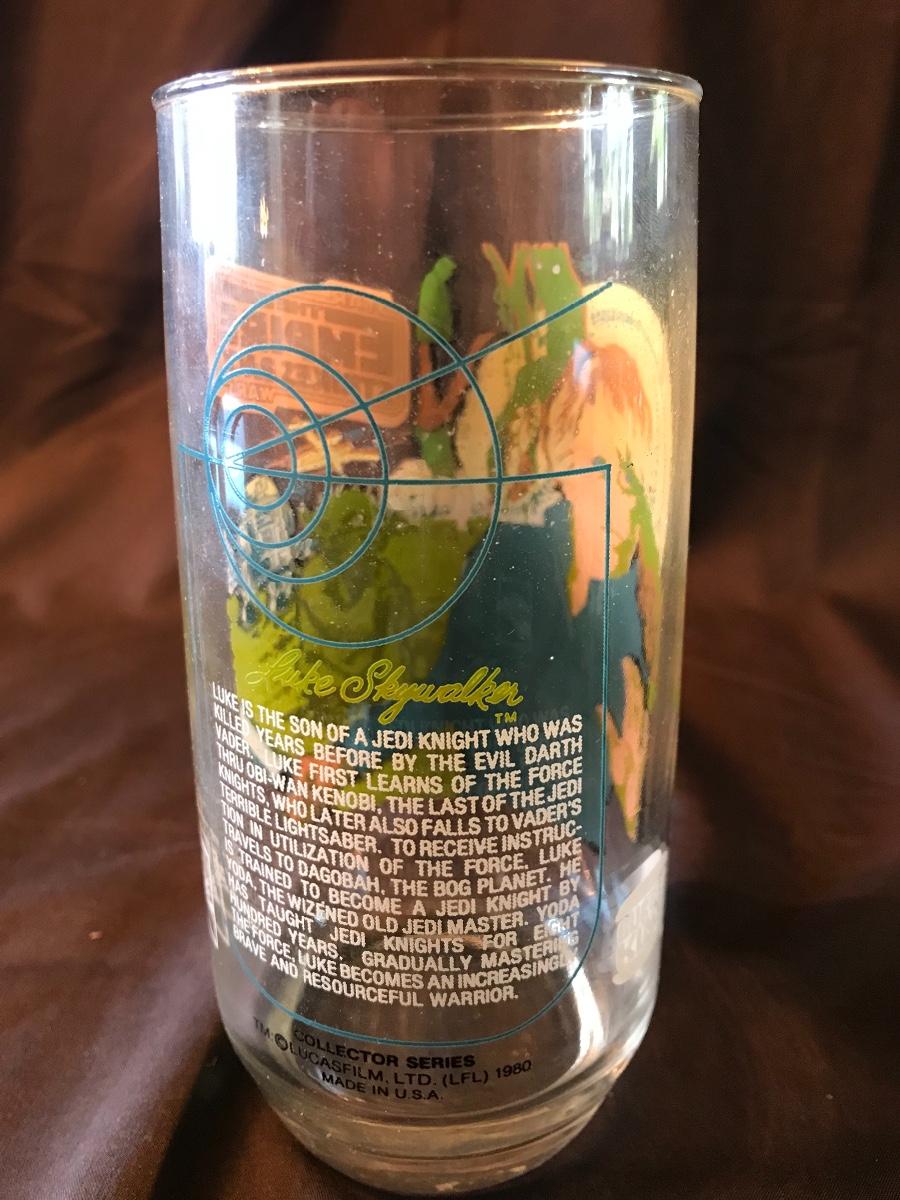 Luke Skywalker
TM
LUKE IS THE SON OF A JEDI KNIGHT WHO WAS
KILLED YEARS BEFORE BY THE EVIL DARTH
VADER. LUKE FIRST LEARNS OF THE FORCE
THRU OBI-WAN KENOBI, THE LAST OF THE JEDI
KNIGHTS, WHO LATER ALSO FALLS TO VADER'S
TERRIBLE LIGHTSABER. TO RECEIVE INSTRUC-
TION IN UTILIZATION OF THE FORCE, LUKE
TRAVELS TO DAGOBAH, THE BOG PLANET. HE
IS TRAINED TO BECOME A JEDI KNIGHT BY
YODA, THE WIZENED OLD JEDI MASTER. YODA
HAS TAUGHT JEDI KNIGHTS FOR EIGHT
HUNDRED YEARS. GRADUALLY MASTERING
THE FORCE, LUKE BECOMES AN INCREASINGLY
BRAVE AND RESOURCEFUL WARRIOR.
COLLECTOR SERIES
TM: © LUCASFILM, LTD. (LFL) 1980
MADE IN U.S.A.